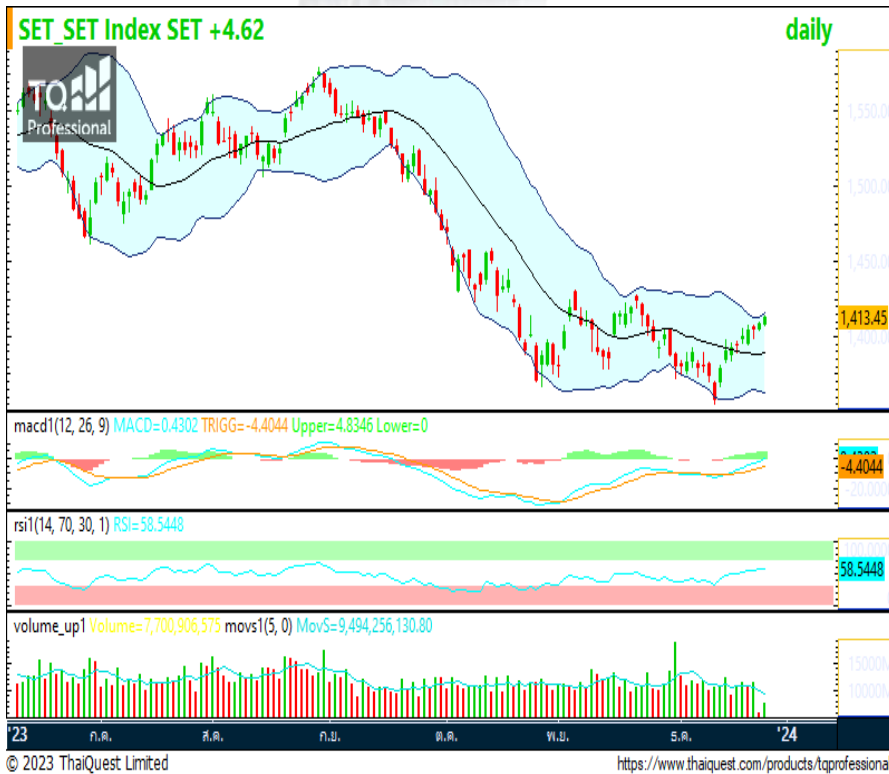 SET_SET Index SET +4.62 daily
TQ
Professional
1,550.00
1,500.00
1,450.00
1,413.45
1,400.00
macd1(12, 26, 9) MACD=0.4302 TRIGG=-4.4044 Upper=4.8346 Lower=0
-4.4044
-20.0000
rsi1(14, 70, 30, 1) RSI=58.5448
100.0000
58.5448
volume_up1 Volume=7,700,906,575 movs1(5, 0) MovS=9,494,256,130.80
15000M
10000M
'23 ก.ค. ส.ค. ก.ย. ต.ค. พ.ย. ธ.ค. '24
© 2023 ThaiQuest Limited https://www.thaiquest.com/products/tqprofessiona